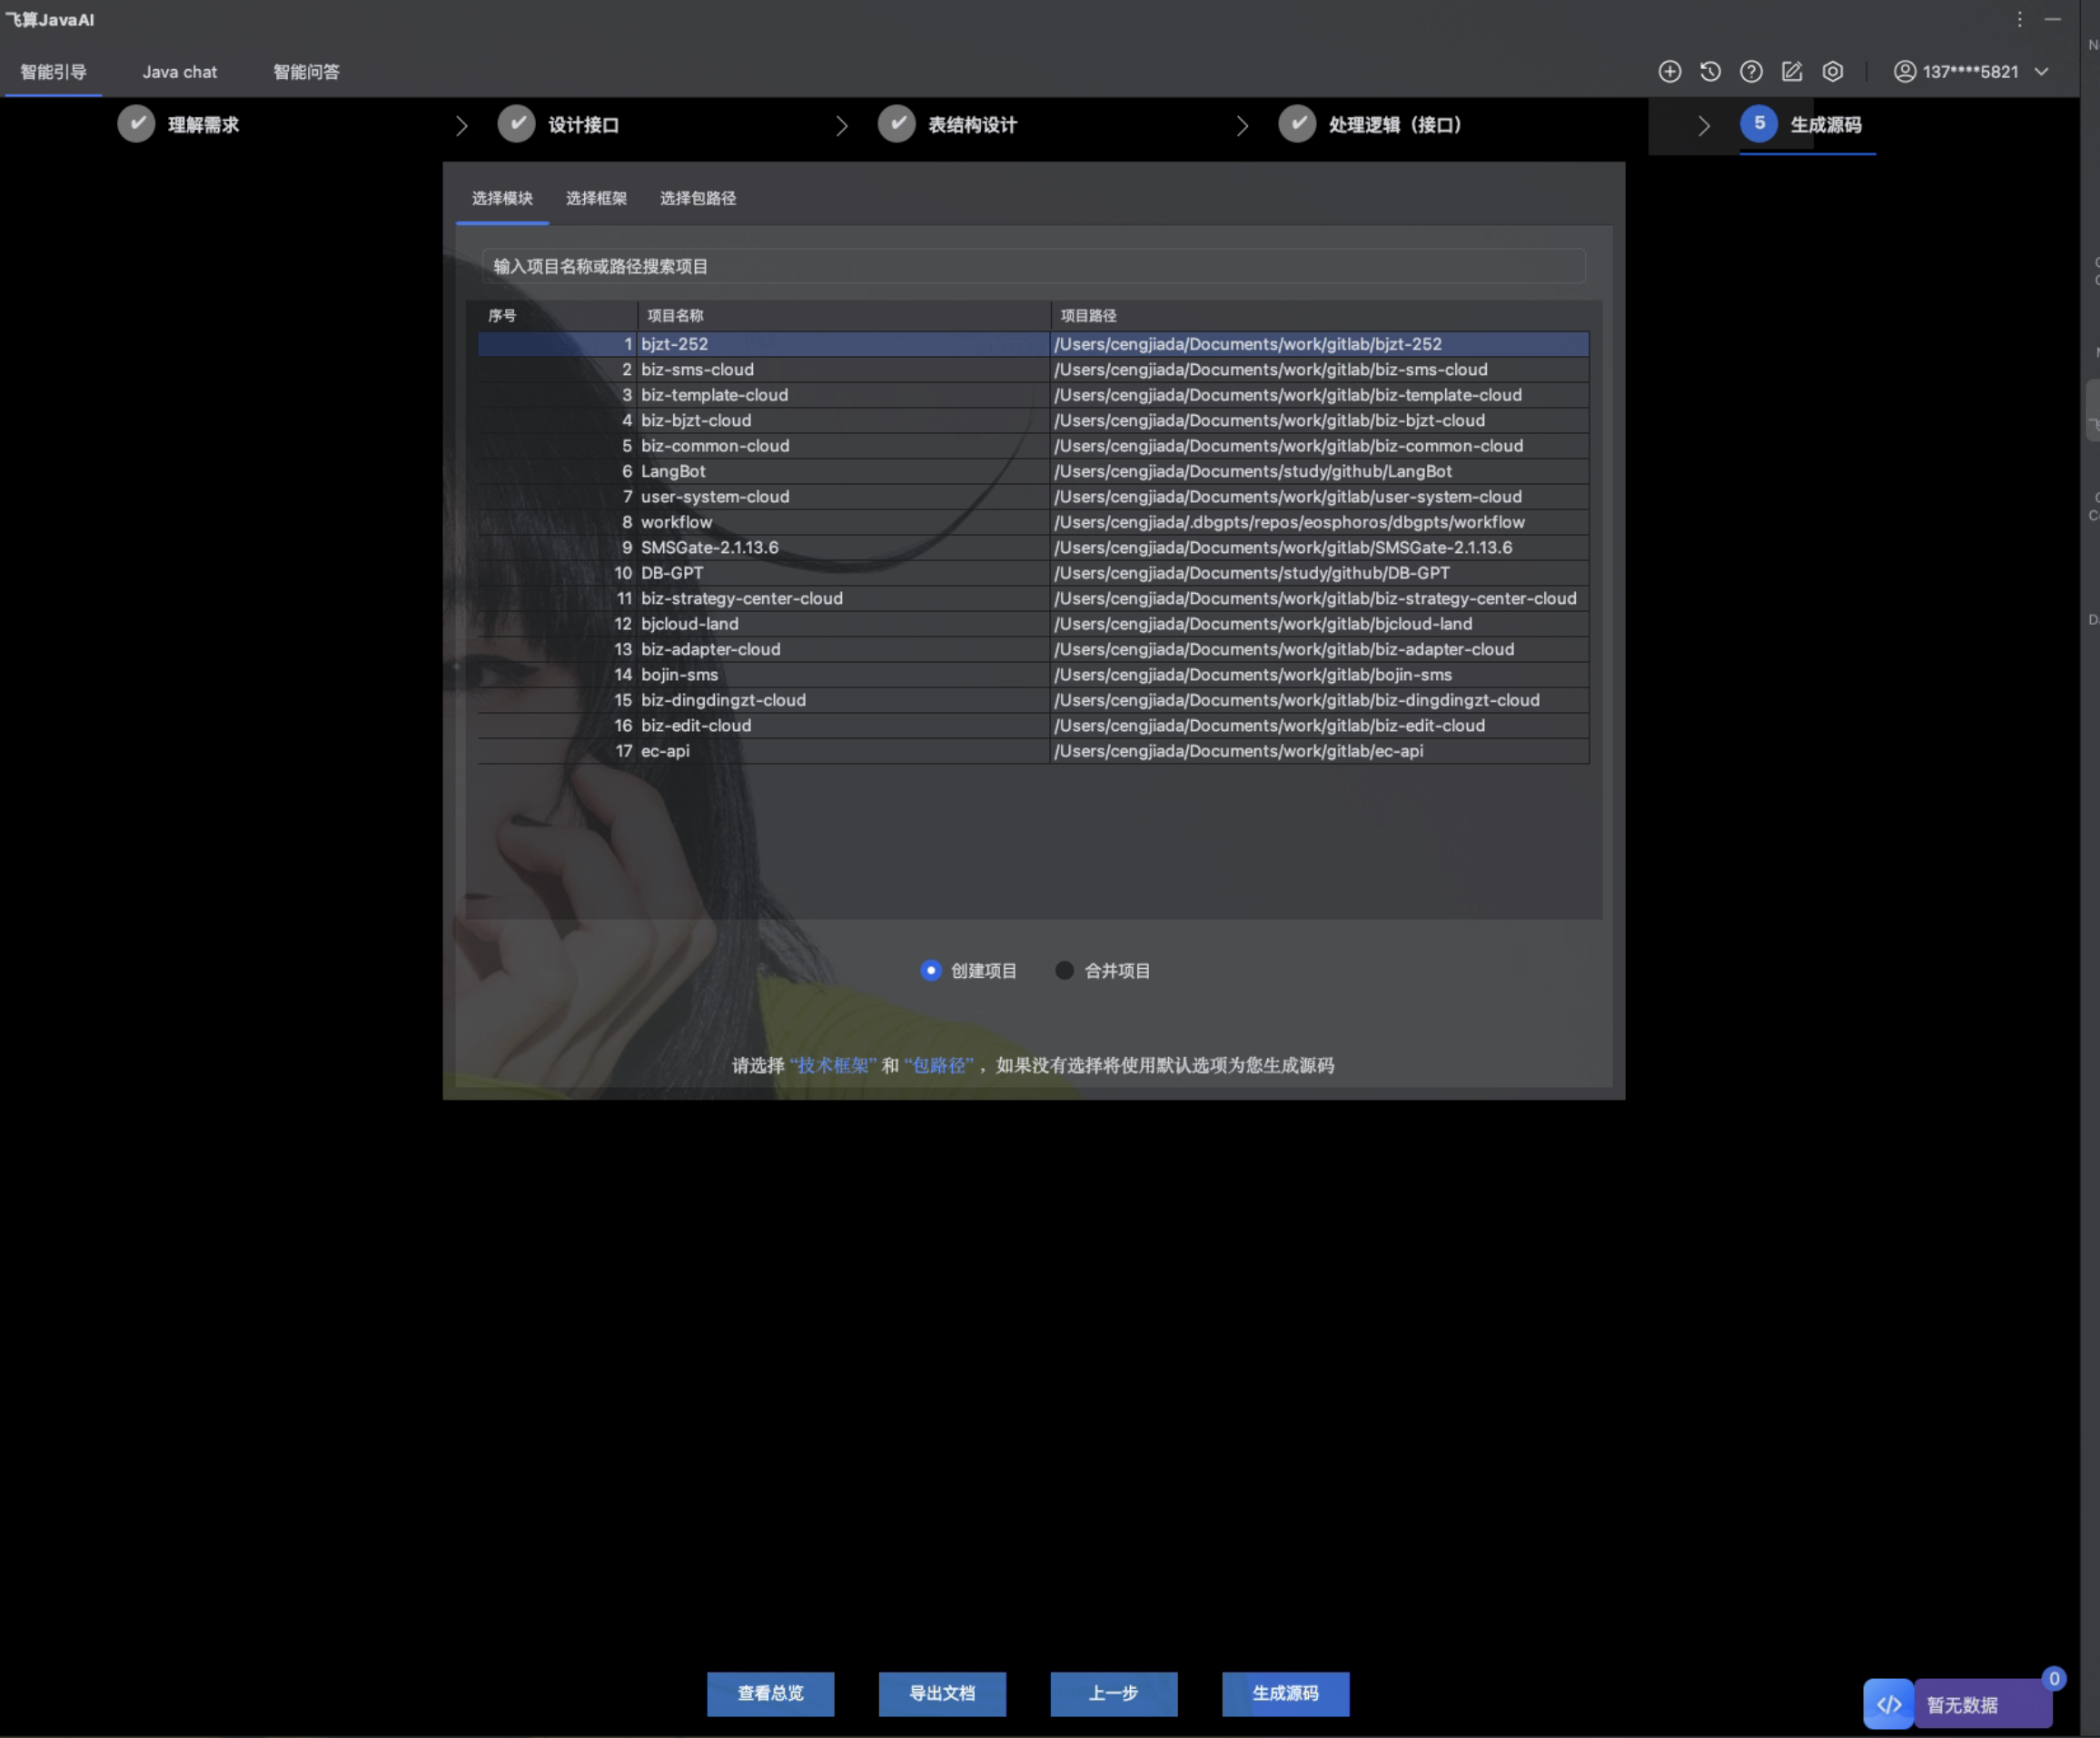 飞算JavaAI
智能引导 Java chat 智能问答 137****5821
理解需求 设计接口 表结构设计 处理逻辑（接口） 5 生成源码
选择模块 选择框架 选择包路径
输入项目名称或路径搜索项目
序号 项目名称 项目路径
1 bjzt-252 /Users/cengjiada/Documents/work/gitlab/bjzt-252
2 biz-sms-cloud /Users/cengjiada/Documents/work/gitlab/biz-sms-cloud
3 biz-template-cloud /Users/cengjiada/Documents/work/gitlab/biz-template-cloud
4 biz-bjzt-cloud /Users/cengjiada/Documents/work/gitlab/biz-bjzt-cloud
5 biz-common-cloud /Users/cengjiada/Documents/work/gitlab/biz-common-cloud
6 LangBot /Users/cengjiada/Documents/study/github/LangBot
7 user-system-cloud /Users/cengjiada/Documents/work/gitlab/user-system-cloud
8 workflow /Users/cengjiada/.dbgpts/repos/eosphoros/dbgpts/workflow
9 SMSGate-2.1.13.6 /Users/cengjiada/Documents/work/gitlab/SMSGate-2.1.13.6
10 DB-GPT /Users/cengjiada/Documents/study/github/DB-GPT
11 biz-strategy-center-cloud /Users/cengjiada/Documents/work/gitlab/biz-strategy-center-cloud
12 bjcloud-land /Users/cengjiada/Documents/work/gitlab/bjcloud-land
13 biz-adapter-cloud /Users/cengjiada/Documents/work/gitlab/biz-adapter-cloud
14 bojin-sms /Users/cengjiada/Documents/work/gitlab/bojin-sms
15 biz-dingdingzt-cloud /Users/cengjiada/Documents/work/gitlab/biz-dingdingzt-cloud
16 biz-edit-cloud /Users/cengjiada/Documents/work/gitlab/biz-edit-cloud
17 ec-api /Users/cengjiada/Documents/work/gitlab/ec-api
创建项目 合并项目
请选择“技术框架”和“包路径”，如果没有选择将使用默认选项为您生成源码
查看总览 导出文档 上一步 生成源码
</> 暂无数据 0